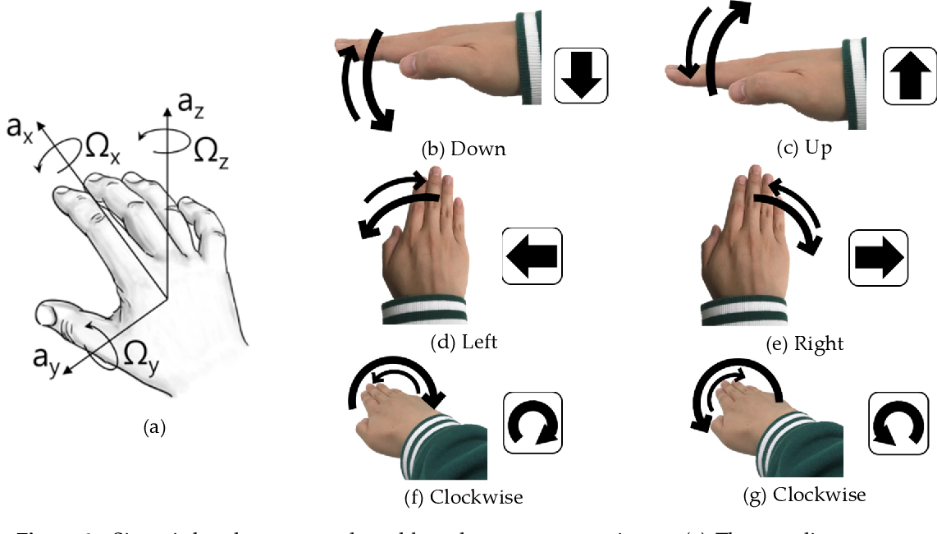 a_x
Ω_x
a_z
Ω_z
a_y
Ω_y
(a)
(b) Down
(c) Up
(d) Left
(e) Right
(f) Clockwise
(g) Clockwise